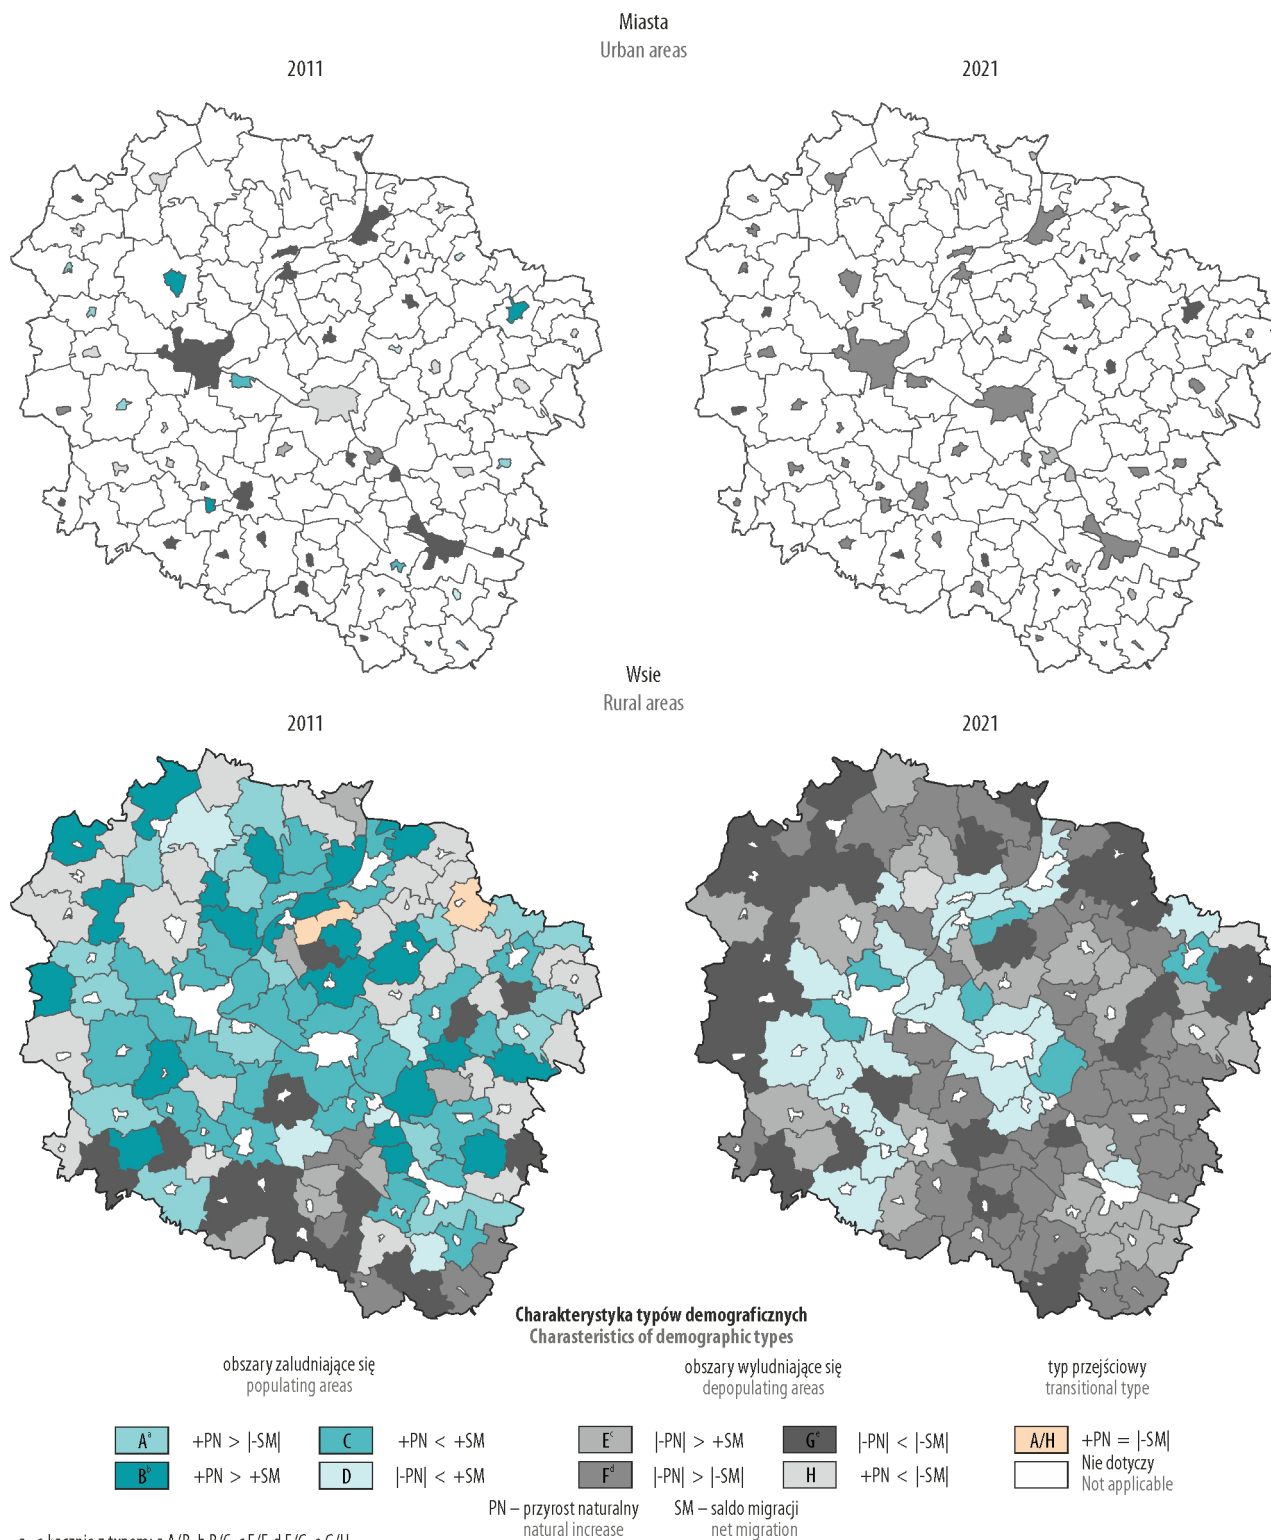 Miasta
Urban areas
2011
2021
Wsie
Rural areas
2011
2021
Charakterystyka typów demograficznych
Charasteristics of demographic types
obszary zaludniające się
populating areas
obszary wyludniające się
depopulating areas
typ przejściowy
transitional type
Aᵃ +PN > |-SM| C +PN < +SM Eᶜ |-PN| > +SM Gᵉ |-PN| < |-SM| A/H +PN = |-SM|
Bᵇ +PN > +SM D |-PN| < +SM Fᵈ |-PN| > |-SM| H +PN < |-SM| Nie dotyczy
Not applicable
PN – przyrost naturalny SM – saldo migracji
natural increase net migration